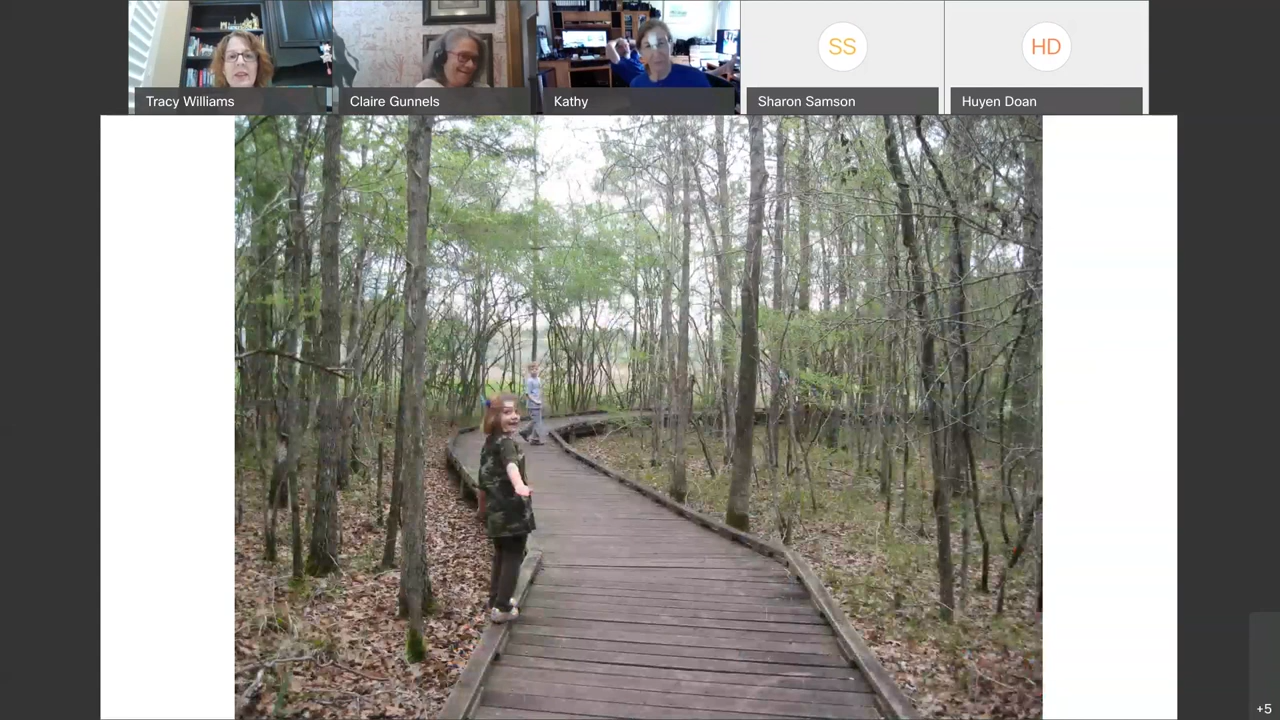 Tracy Williams
Claire Gunnels
Kathy
SS
Sharon Samson
HD
Huyen Doan
+5